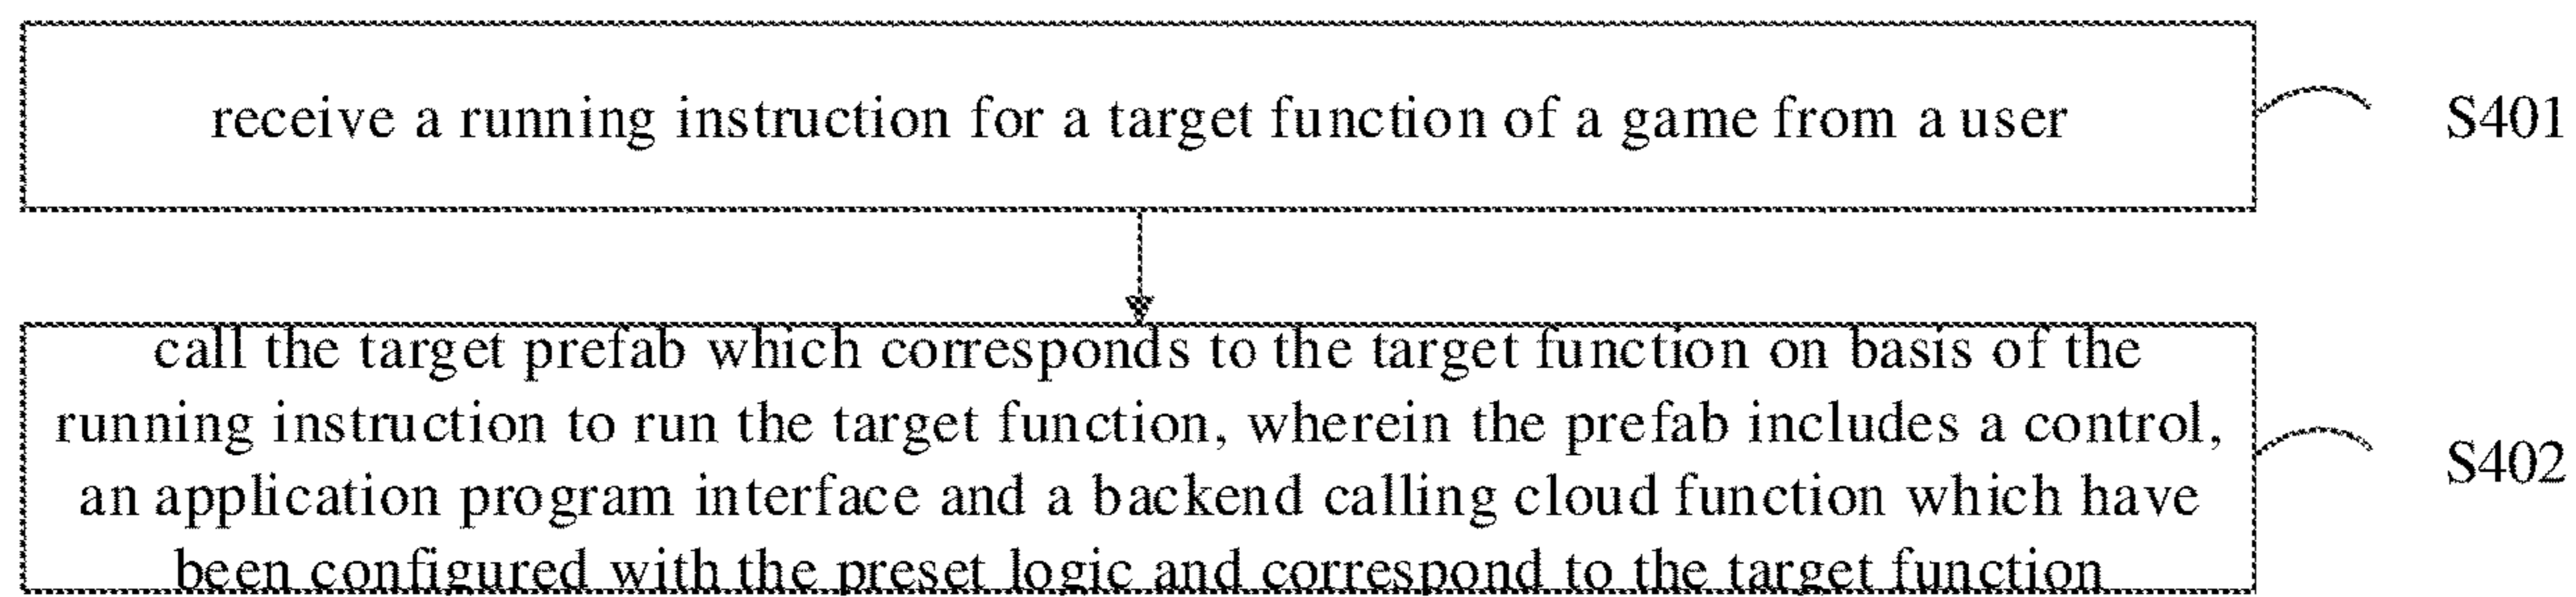 receive a running instruction for a target function of a game from a user
S401
call the target prefab which corresponds to the target function on basis of the
running instruction to run the target function, wherein the prefab includes a control,
an application program interface and a backend calling cloud function which have
been configured with the preset logic and correspond to the target function
S402